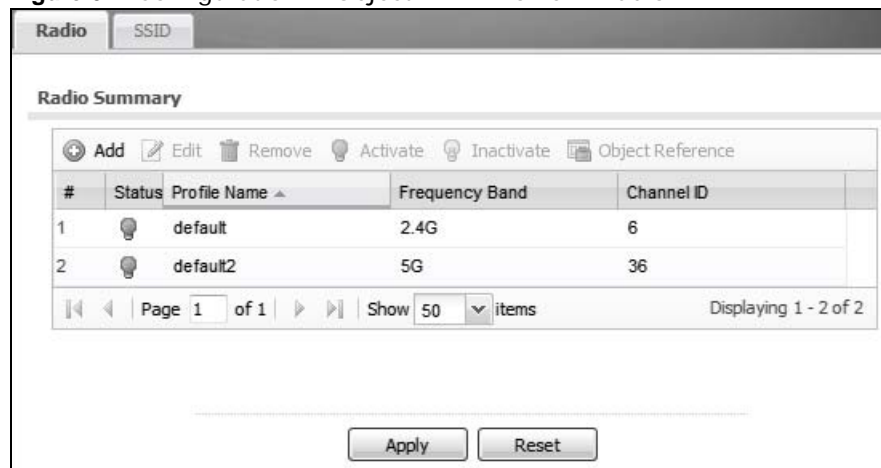 Radio SSID
Radio Summary
Add Edit Remove Activate Inactivate Object Reference
# Status Profile Name Frequency Band Channel ID
1 default 2.4G 6
2 default2 5G 36
Page 1 of 1 Show 50 items Displaying 1 - 2 of 2
Apply Reset